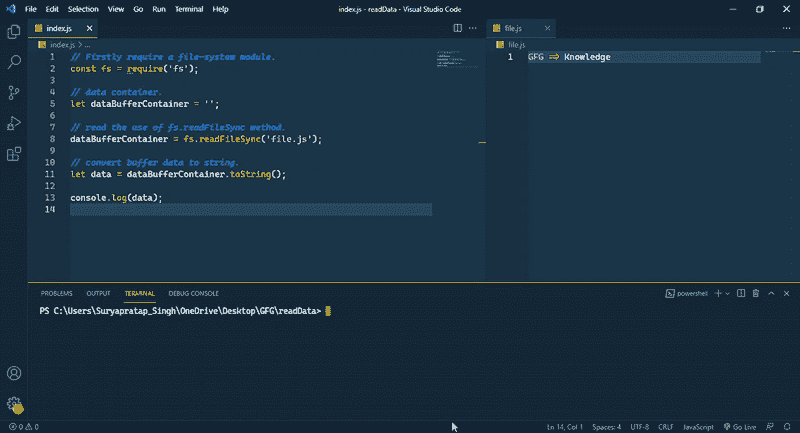 File Edit Selection View Go Run Terminal Help
index.js - readData - Visual Studio Code
index.js
index.js > ...
1 // Firstly require a file-system module.
2 const fs = require('fs');
3
4 // data container.
5 let dataBufferContainer = '';
6
7 // read the use of fs.readFileSync method.
8 dataBufferContainer = fs.readFileSync('file.js');
9
10 // convert buffer data to string.
11 let data = dataBufferContainer.toString();
12
13 console.log(data);
14
file.js
file.js
1 GFG => Knowledge
PROBLEMS OUTPUT TERMINAL DEBUG CONSOLE
powershell
PS C:\Users\Suryapratap_Singh\OneDrive\Desktop\GFG\readData>
0 0
Ln 14, Col 1 Spaces: 4 UTF-8 CRLF JavaScript Go Live